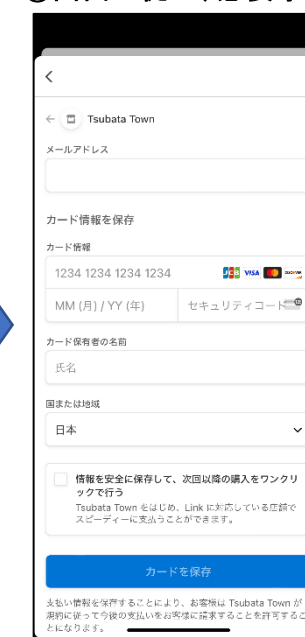 ← Tsubata Town
メールアドレス
カード情報を保存
カード情報
1234 1234 1234 1234 JCB VISA
MM (月) / YY (年) セキュリティコード
カード保有者の名前
氏名
国または地域
日本
情報を安全に保存して、次回以降の購入をワンクリ
ックで行う
Tsubata Town をはじめ、Link に対応している店舗で
スピーディーに支払うことができます。
カードを保存
支払い情報を保存することにより、お客様は Tsubata Town が
規約に従って今後の支払いをお客様に請求することを許可するこ
とになります。